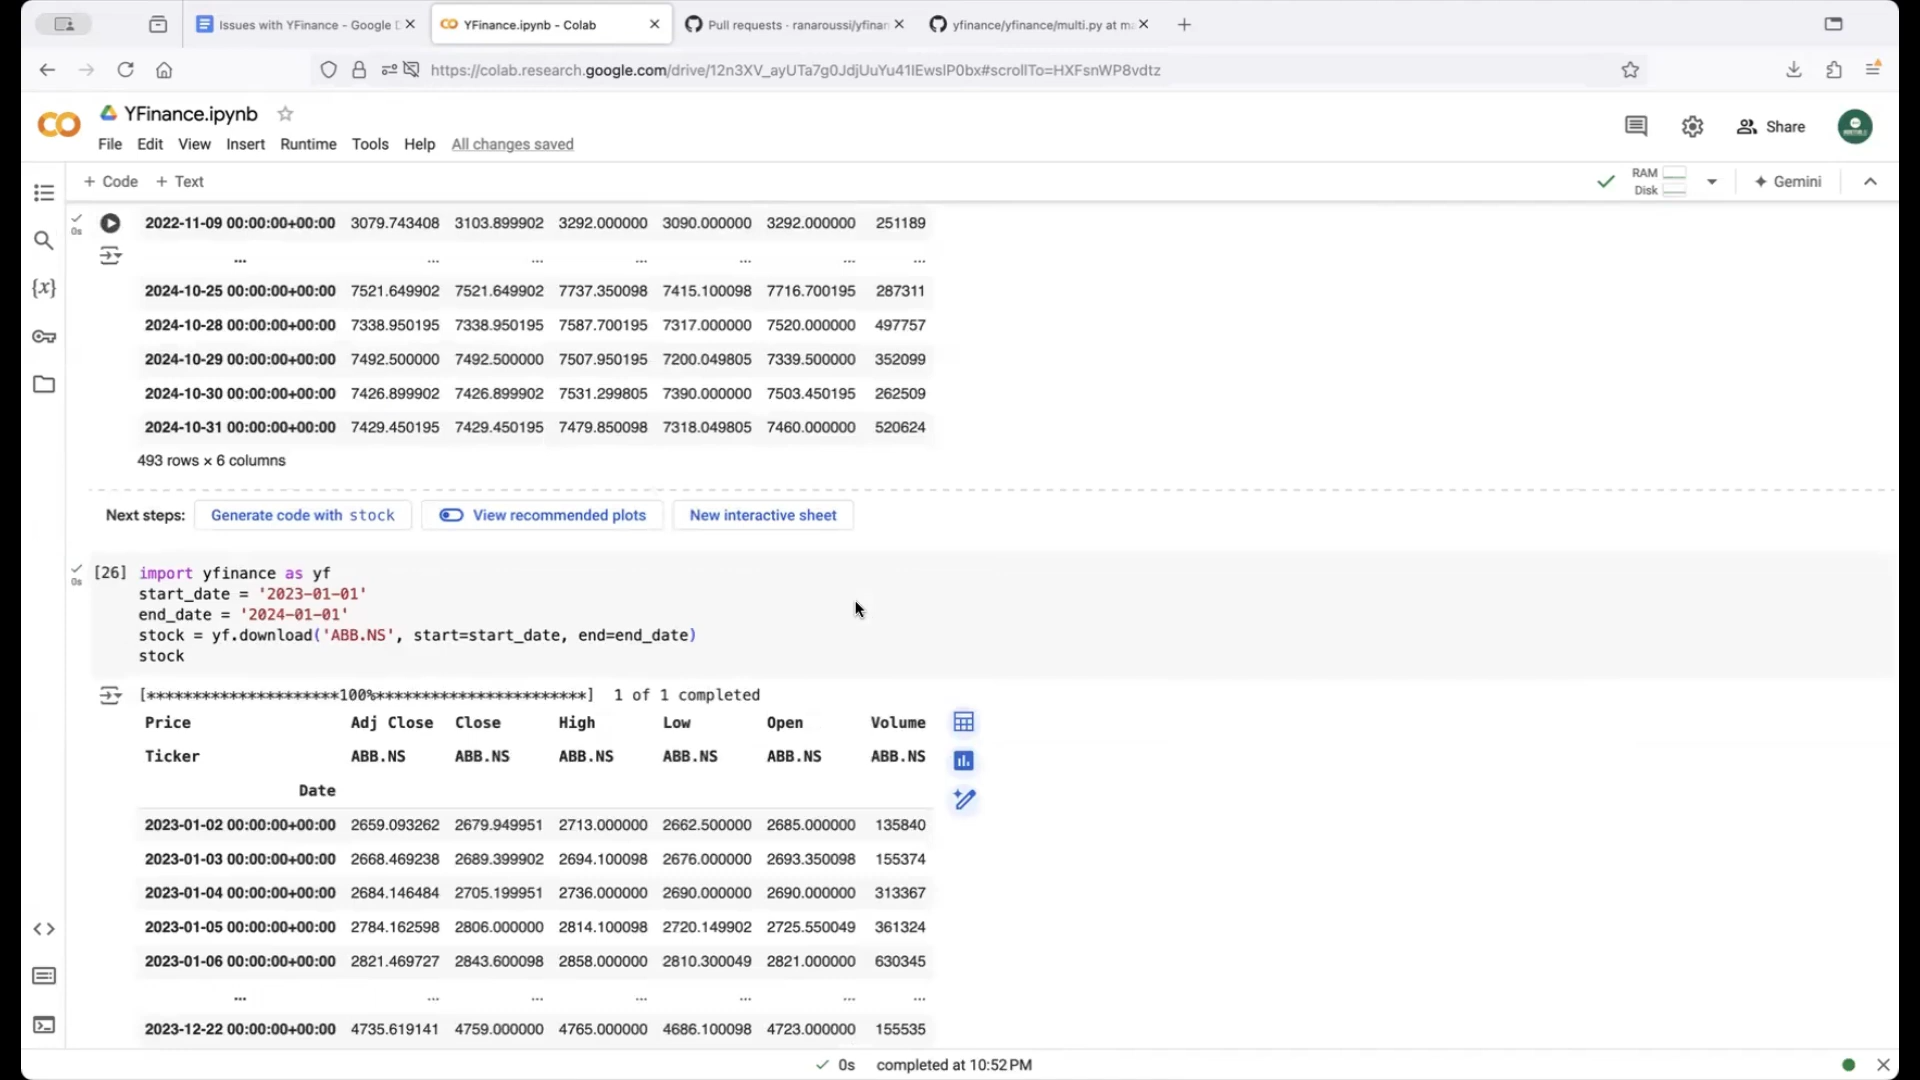 Issues with YFinance - Google D
YFinance.ipynb - Colab
Pull requests · ranaroussi/yfinan
yfinance/yfinance/multi.py at ma
https://colab.research.google.com/drive/12n3XV_ayUTa7g0JdjUuYu41IEwslP0bx#scrollTo=HXFsnWP8vdtz
YFinance.ipynb
File Edit View Insert Runtime Tools Help All changes saved
Share
+ Code + Text
RAM
Disk
Gemini
0s
2022-11-09 00:00:00+00:00 3079.743408 3103.899902 3292.000000 3090.000000 3292.000000 251189
... ... ... ... ... ... ...
2024-10-25 00:00:00+00:00 7521.649902 7521.649902 7737.350098 7415.100098 7716.700195 287311
2024-10-28 00:00:00+00:00 7338.950195 7338.950195 7587.700195 7317.000000 7520.000000 497757
2024-10-29 00:00:00+00:00 7492.500000 7492.500000 7507.950195 7200.049805 7339.500000 352099
2024-10-30 00:00:00+00:00 7426.899902 7426.899902 7531.299805 7390.000000 7503.450195 262509
2024-10-31 00:00:00+00:00 7429.450195 7429.450195 7479.850098 7318.049805 7460.000000 520624
493 rows × 6 columns
Next steps: Generate code with stock View recommended plots New interactive sheet
0s
[26] import yfinance as yf
start_date = '2023-01-01'
end_date = '2024-01-01'
stock = yf.download('ABB.NS', start=start_date, end=end_date)
stock
[*********************100%***********************] 1 of 1 completed
Price Adj Close Close High Low Open Volume
Ticker ABB.NS ABB.NS ABB.NS ABB.NS ABB.NS ABB.NS
Date
2023-01-02 00:00:00+00:00 2659.093262 2679.949951 2713.000000 2662.500000 2685.000000 135840
2023-01-03 00:00:00+00:00 2668.469238 2689.399902 2694.100098 2676.000000 2693.350098 155374
2023-01-04 00:00:00+00:00 2684.146484 2705.199951 2736.000000 2690.000000 2690.000000 313367
2023-01-05 00:00:00+00:00 2784.162598 2806.000000 2814.100098 2720.149902 2725.550049 361324
2023-01-06 00:00:00+00:00 2821.469727 2843.600098 2858.000000 2810.300049 2821.000000 630345
... ... ... ... ... ... ...
2023-12-22 00:00:00+00:00 4735.619141 4759.000000 4765.000000 4686.100098 4723.000000 155535
0s completed at 10:52 PM